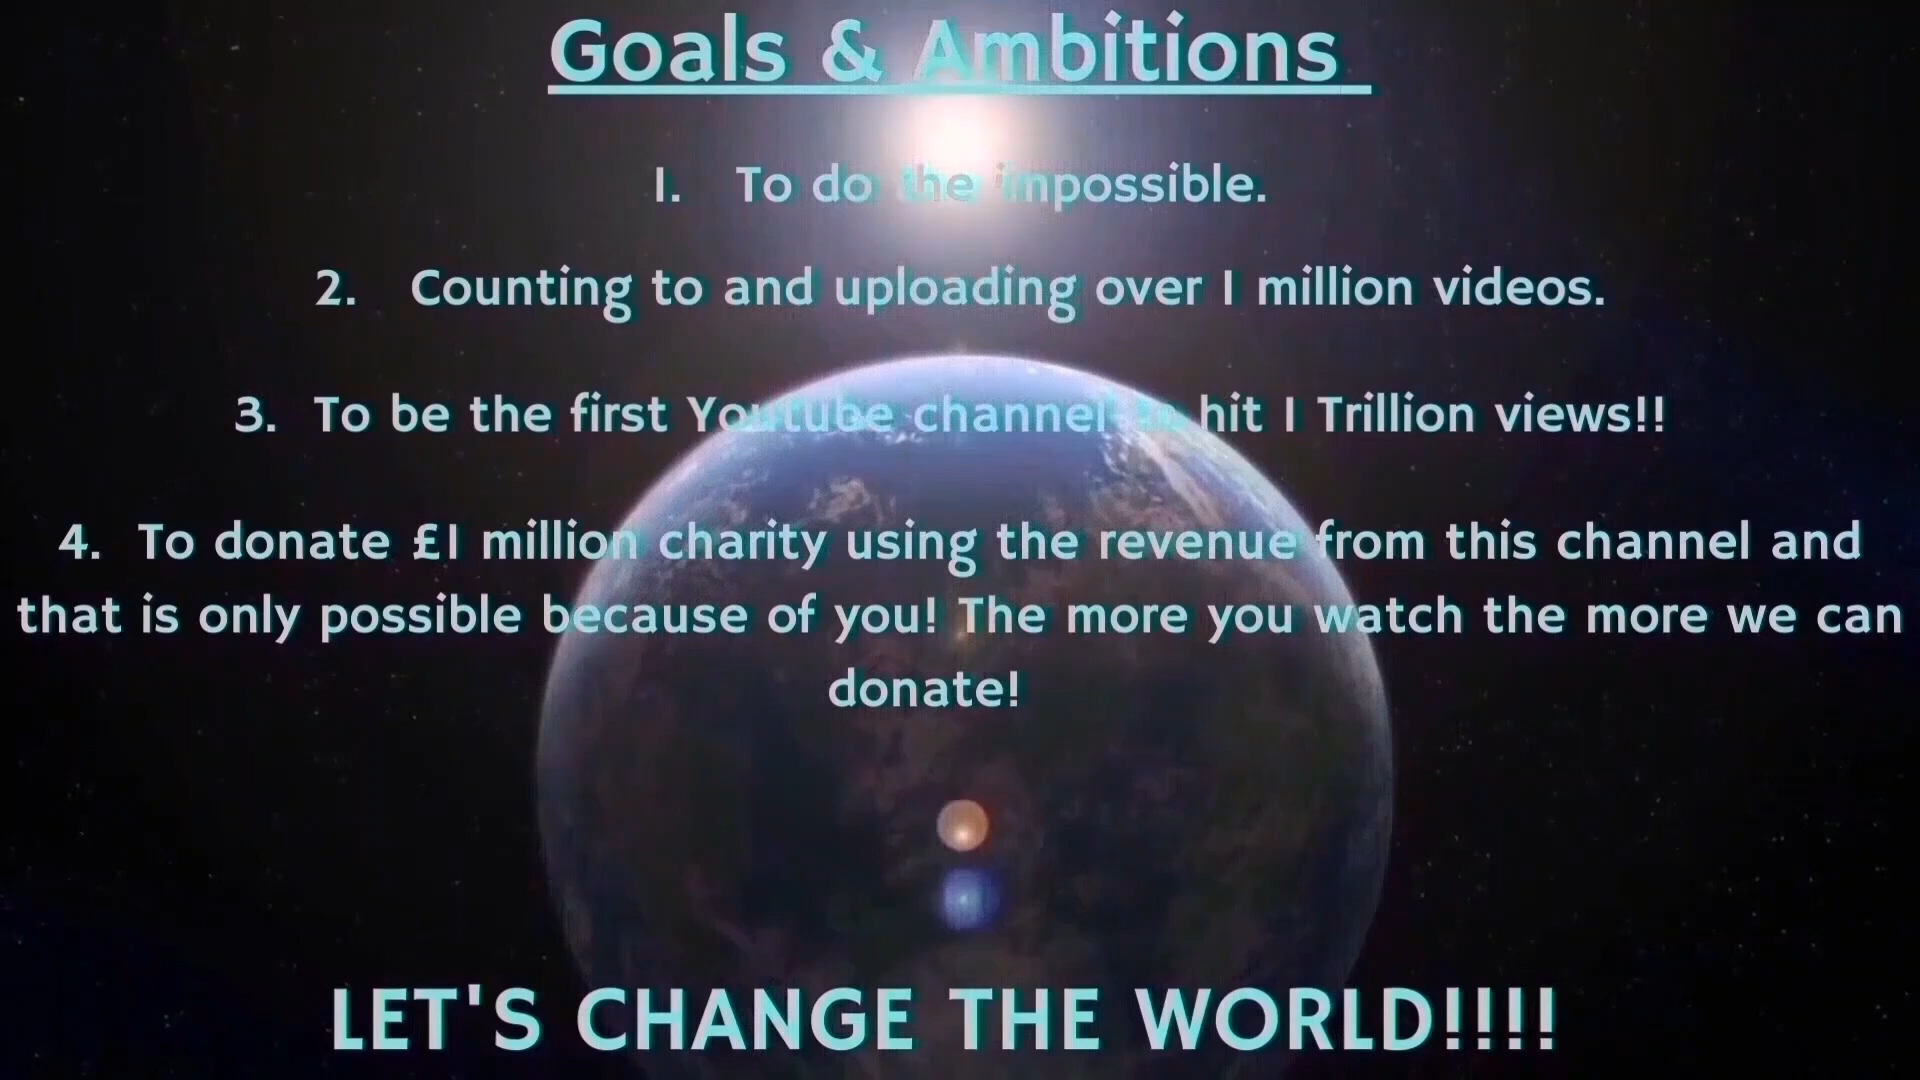 Goals & Ambitions
1. To do the impossible.
2. Counting to and uploading over 1 million videos.
3. To be the first Youtube channel to hit 1 Trillion views!!
4. To donate £1 million charity using the revenue from this channel and
that is only possible because of you! The more you watch the more we can
donate!
LET'S CHANGE THE WORLD!!!!